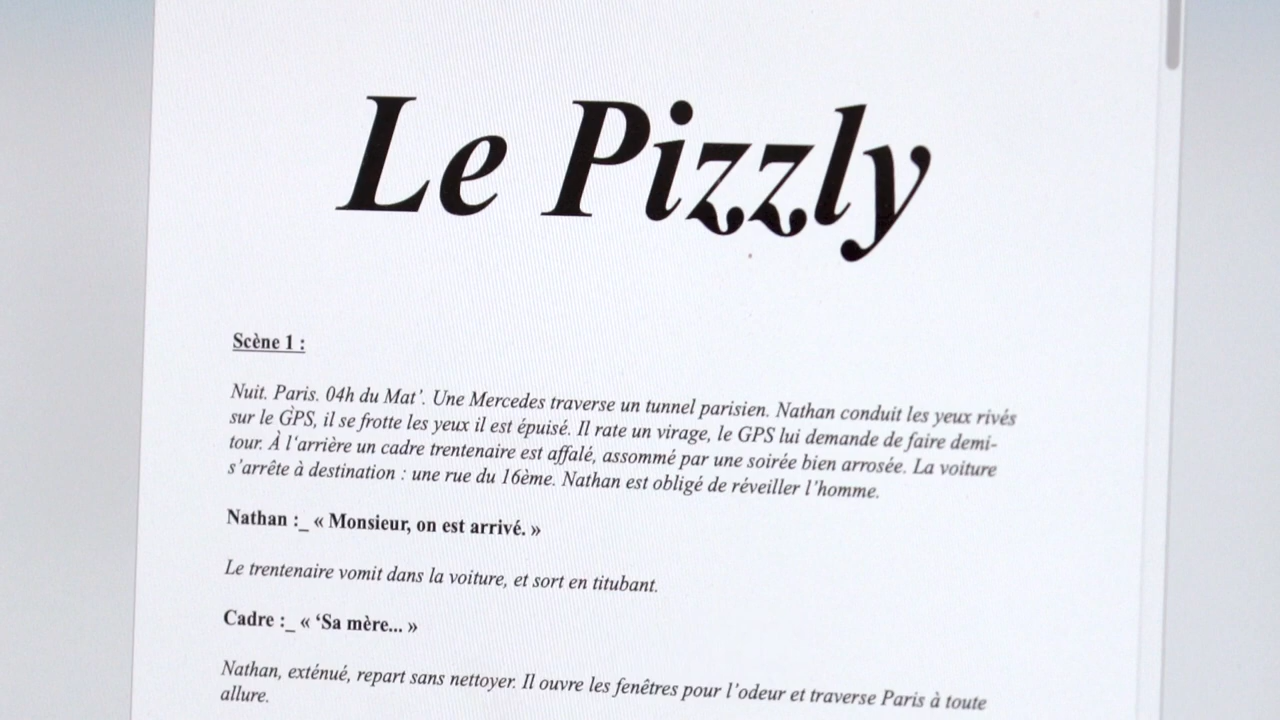 Le Pizzly
Scène 1 :
Nuit. Paris. 04h du Mat’. Une Mercedes traverse un tunnel parisien. Nathan conduit les yeux rivés
sur le GPS, il se frotte les yeux il est épuisé. Il rate un virage, le GPS lui demande de faire demi-
tour. À l’arrière un cadre trentenaire est affalé, assommé par une soirée bien arrosée. La voiture
s’arrête à destination : une rue du 16ème. Nathan est obligé de réveiller l’homme.
Nathan :_ « Monsieur, on est arrivé. »
Le trentenaire vomit dans la voiture, et sort en titubant.
Cadre :_ « ‘Sa mère... »
Nathan, exténué, repart sans nettoyer. Il ouvre les fenêtres pour l’odeur et traverse Paris à toute
allure.